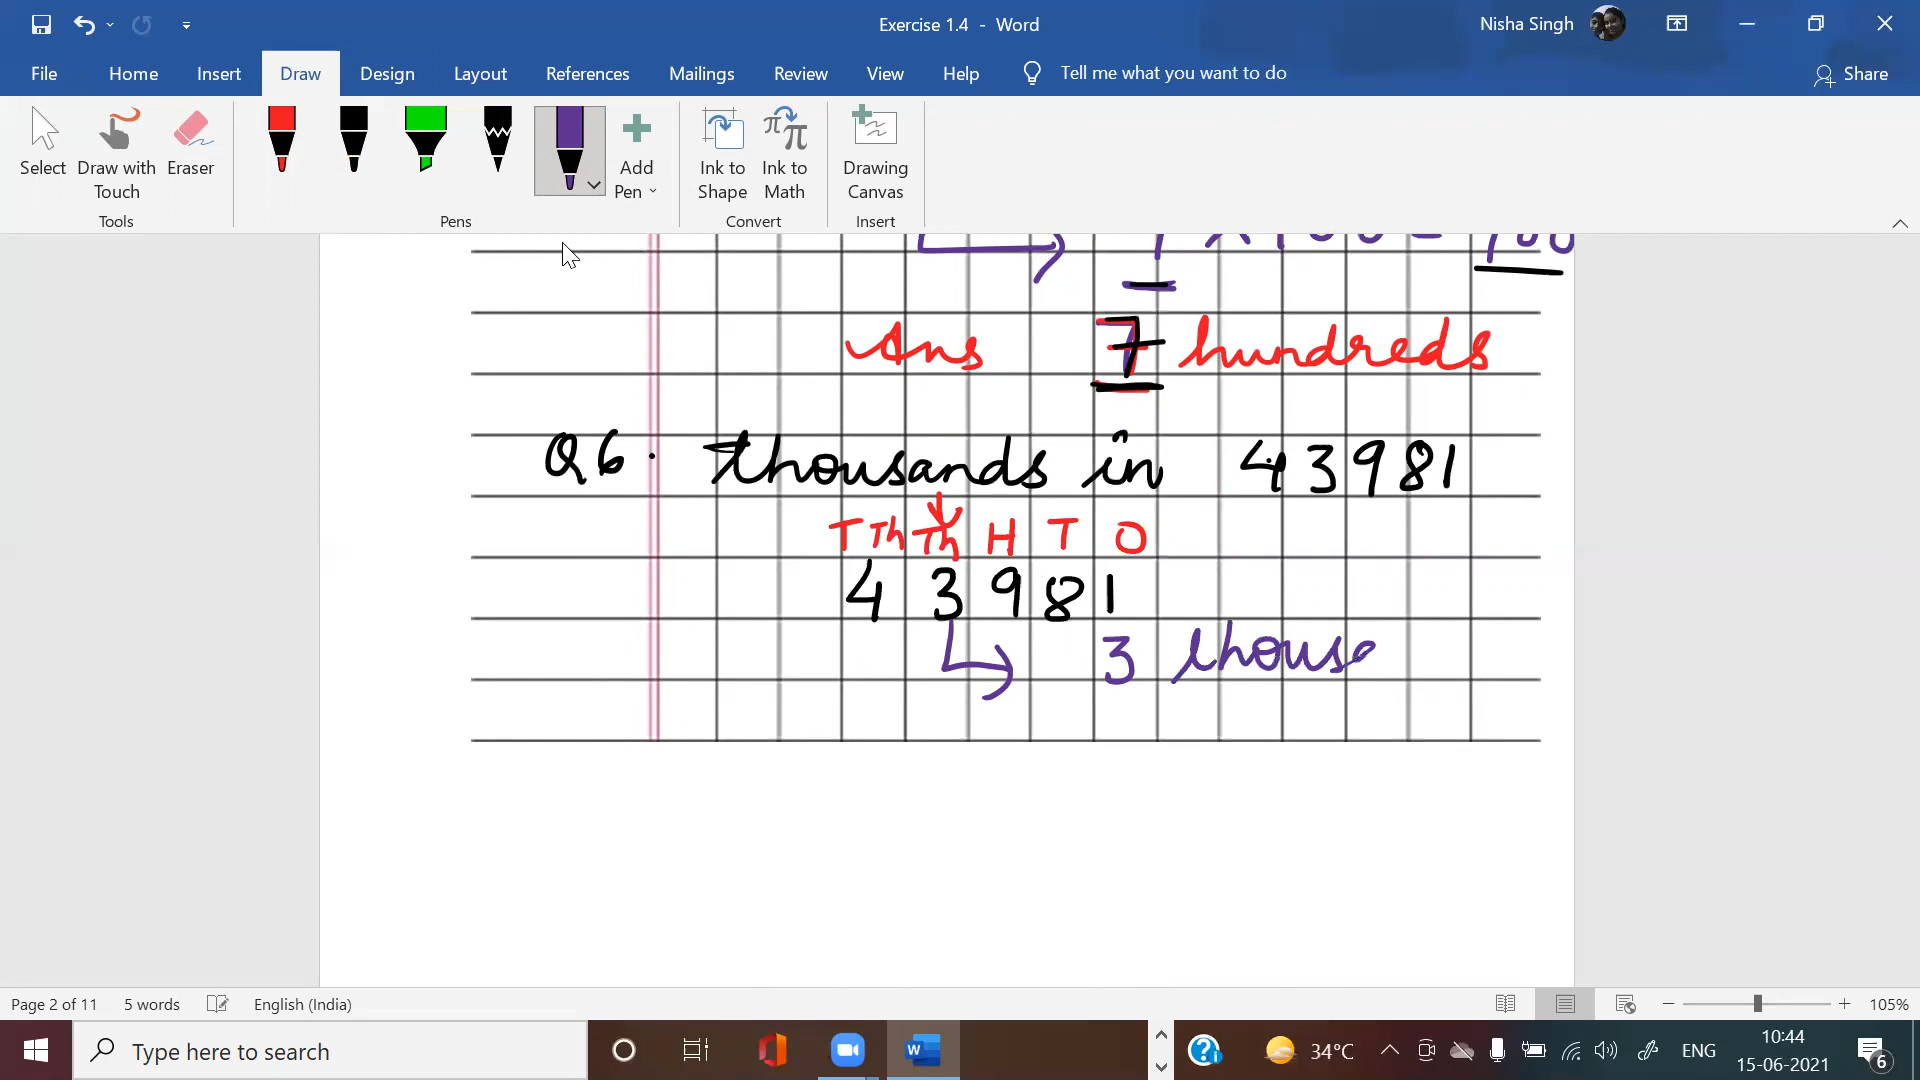 Exercise 1.4 - Word
Nisha Singh
File Home Insert Draw Design Layout References Mailings Review View Help Tell me what you want to do Share
Select Draw with Touch Eraser Add Pen Ink to Shape Ink to Math Drawing Canvas
Tools Pens Convert Insert
Ans 7 hundreds
Q6. thousands in 43981
T Th Th H T O
4 3 9 8 1
3 thousa
Page 2 of 11 5 words English (India) 105%
Type here to search
34°C ENG 10:44
15-06-2021
6